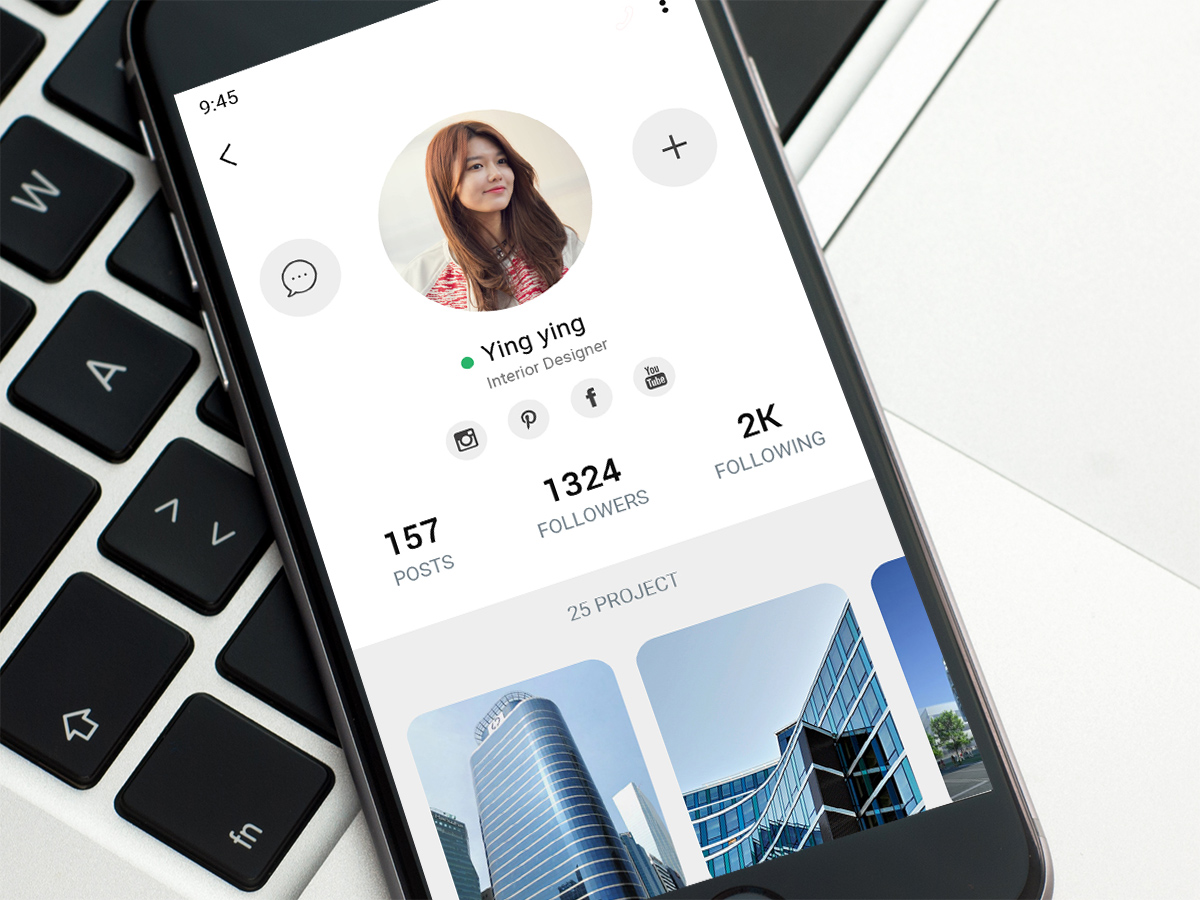 9:45
Ying ying
Interior Designer
You
Tube
157
POSTS
1324
FOLLOWERS
2K
FOLLOWING
25 PROJECT
W
A
fn